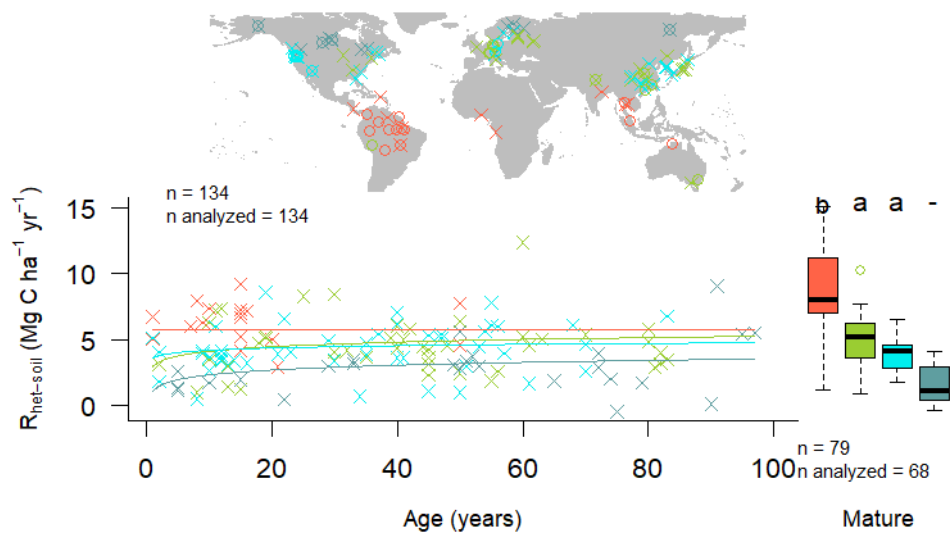 n = 134
n analyzed = 134
b a a -
R_het−soil (Mg C ha⁻¹ yr⁻¹)
15
10
5
0
0 20 40 60 80 100
n = 79
n analyzed = 68
Age (years)
Mature